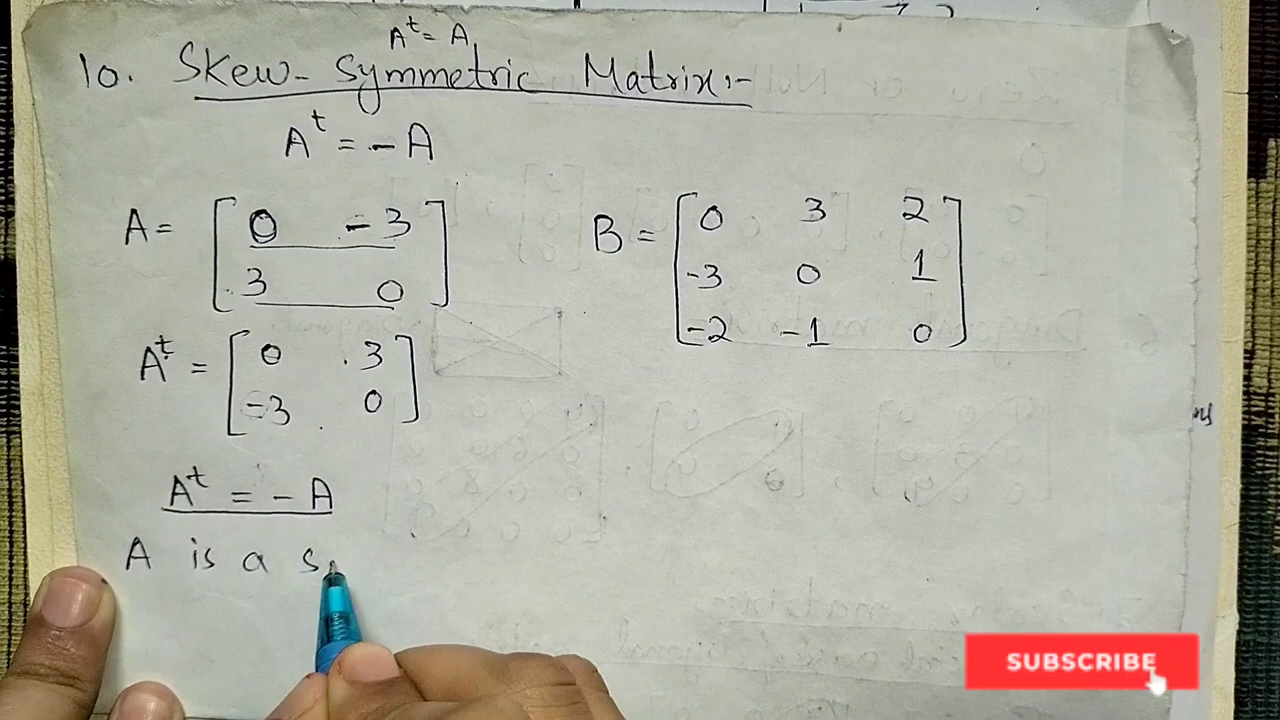 Aᵗ = A
10. Skew-Symmetric Matrix:-
Aᵗ = -A
A = [ 0 -3
3 0 ]
B = [ 0 3 2
-3 0 1
-2 -1 0 ]
Aᵗ = [ 0 3
-3 0 ]
Aᵗ = -A
A is a s
SUBSCRIBE